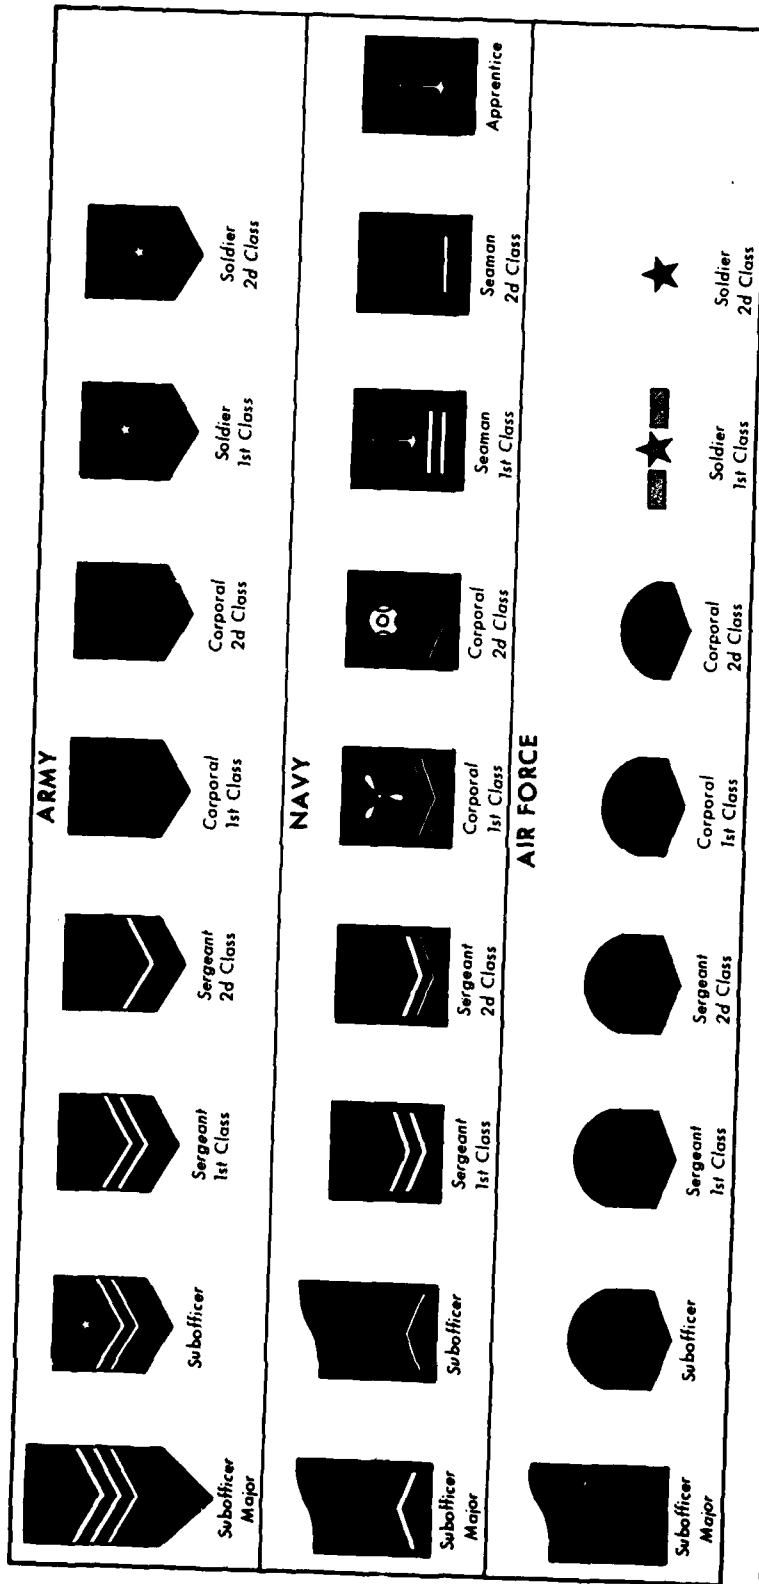 ARMY
Subofficer
Major
Subofficer
Sergeant
1st Class
Sergeant
2d Class
Corporal
1st Class
Corporal
2d Class
Soldier
1st Class
Soldier
2d Class
NAVY
Subofficer
Major
Subofficer
Sergeant
1st Class
Sergeant
2d Class
Corporal
1st Class
Corporal
2d Class
Seaman
1st Class
Seaman
2d Class
Apprentice
AIR FORCE
Subofficer
Major
Subofficer
Sergeant
1st Class
Sergeant
2d Class
Corporal
1st Class
Corporal
2d Class
Soldier
1st Class
Soldier
2d Class